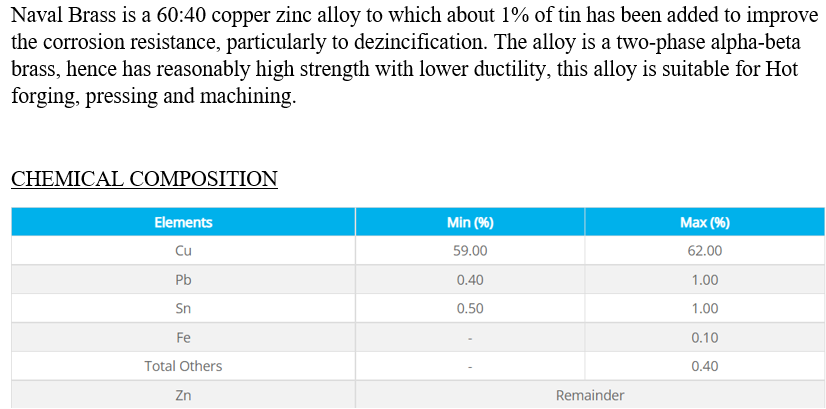 Naval Brass is a 60:40 copper zinc alloy to which about 1% of tin has been added to improve
the corrosion resistance, particularly to dezincification. The alloy is a two-phase alpha-beta
brass, hence has reasonably high strength with lower ductility, this alloy is suitable for Hot
forging, pressing and machining.
CHEMICAL COMPOSITION
Elements Min (%) Max (%)
Cu 59.00 62.00
Pb 0.40 1.00
Sn 0.50 1.00
Fe - 0.10
Total Others - 0.40
Zn Remainder